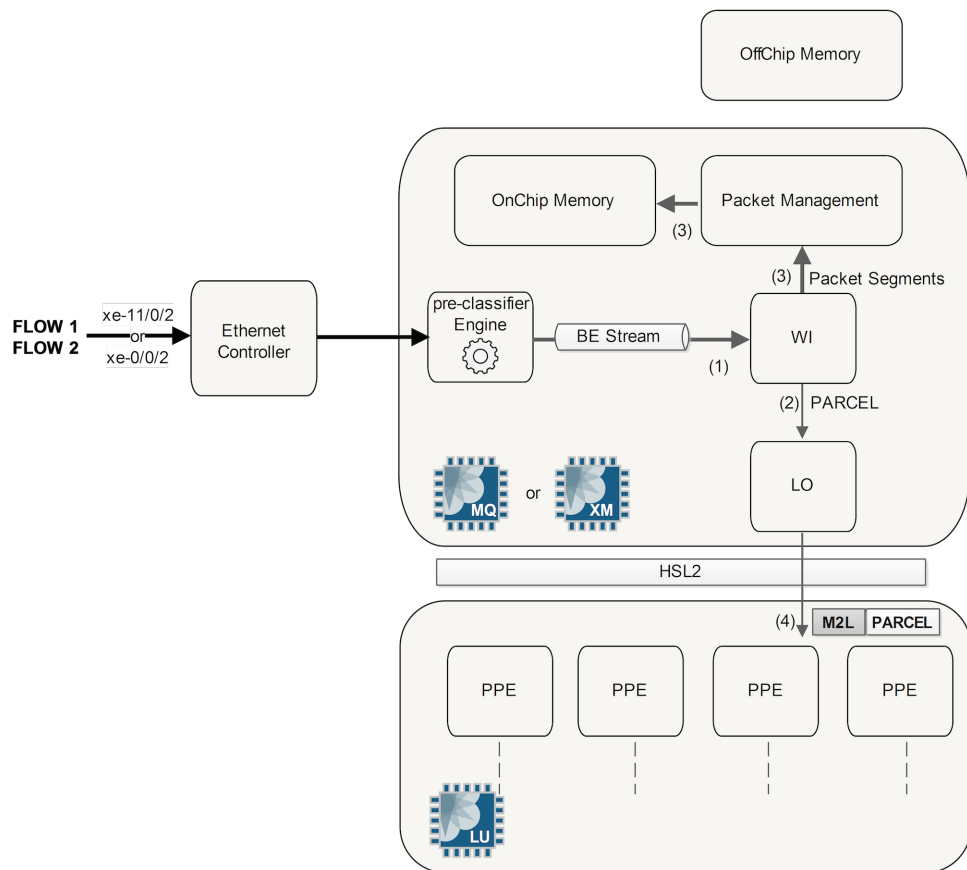 OffChip Memory
OnChip Memory
Packet Management
(3)
(3)
Packet Segments
FLOW 1
FLOW 2
xe-11/0/2
or
xe-0/0/2
Ethernet
Controller
pre-classifier
Engine
BE Stream
(1)
WI
(2)
PARCEL
LO
MQ
or
XM
HSL2
(4)
M2L
PARCEL
PPE
PPE
PPE
PPE
LU